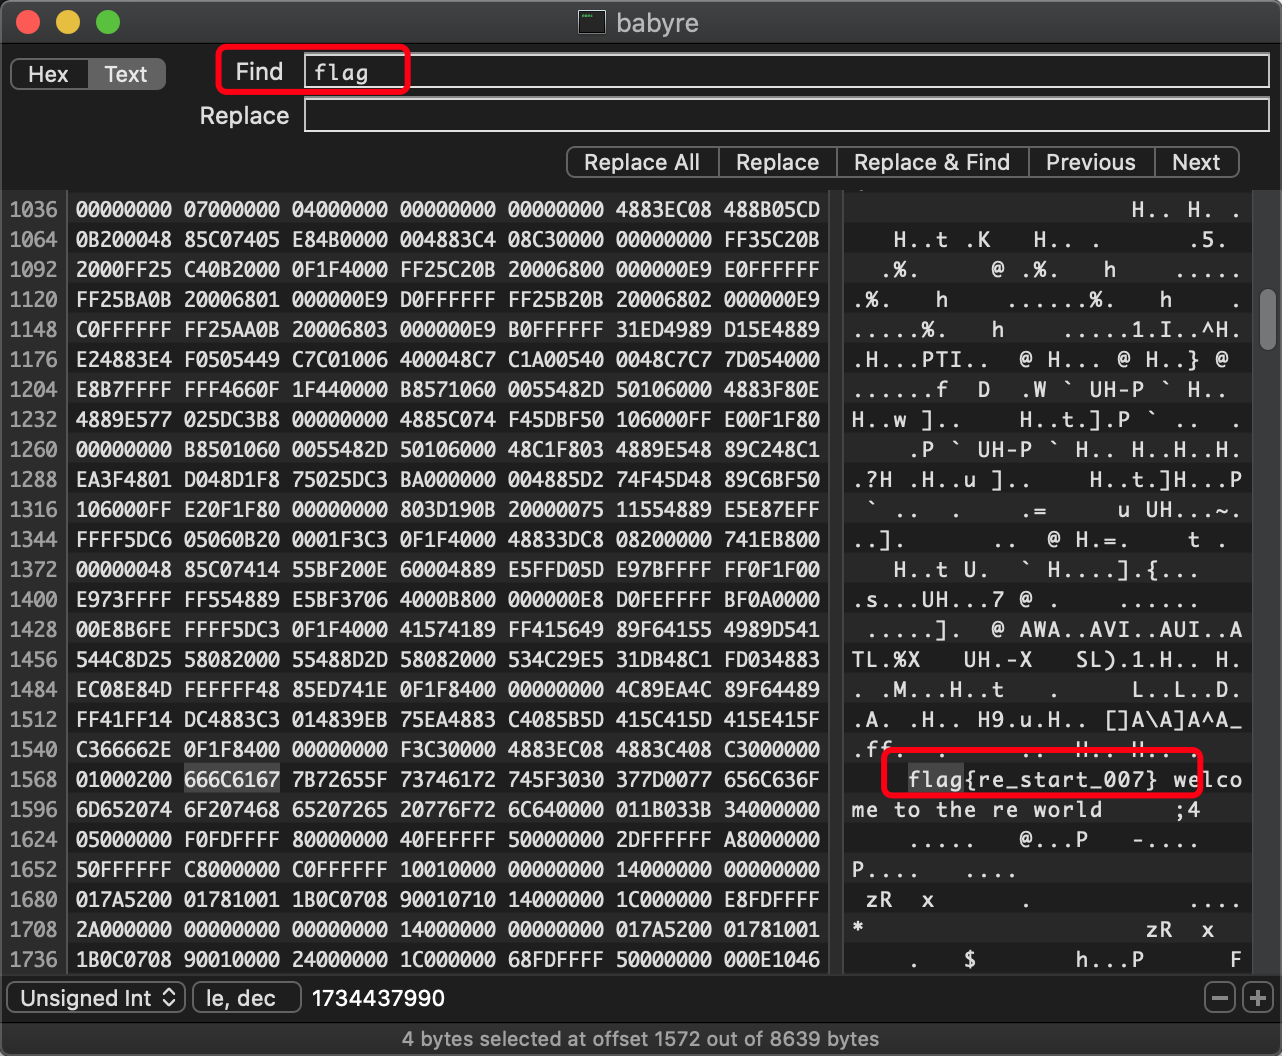 babyre
Hex Text Find flag
Replace
Replace All Replace Replace & Find Previous Next
1036 00000000 07000000 04000000 00000000 00000000 4883EC08 488B05CD H.. H. .
1064 0B200048 85C07405 E84B0000 004883C4 08C30000 00000000 FF35C20B H..t .K H.. . .5.
1092 2000FF25 C40B2000 0F1F4000 FF25C20B 20006800 000000E9 E0FFFFFF .%. @ .%. h .....
1120 FF25BA0B 20006801 000000E9 D0FFFFFF FF25B20B 20006802 000000E9 .%. h ......%. h .
1148 C0FFFFFF FF25AA0B 20006803 000000E9 B0FFFFFF 31ED4989 D15E4889 .....%. h .....1.I..^H.
1176 E24883E4 F0505449 C7C01006 400048C7 C1A00540 0048C7C7 7D054000 .H...PTI.. @ H... @ H..} @
1204 E8B7FFFF FFF4660F 1F440000 B8571060 0055482D 50106000 4883F80E ......f D .W ` UH-P ` H..
1232 4889E577 025DC3B8 00000000 4885C074 F45DBF50 106000FF E00F1F80 H..w ].. H..t.].P ` .. .
1260 00000000 B8501060 0055482D 50106000 48C1F803 4889E548 89C248C1 .P ` UH-P ` H.. H..H..H.
1288 EA3F4801 D048D1F8 75025DC3 BA000000 004885D2 74F45D48 89C6BF50 .?H .H..u ].. H..t.]H...P
1316 106000FF E20F1F80 00000000 803D190B 20000075 11554889 E5E87EFF ` .. . .= u UH...~.
1344 FFFF5DC6 05060B20 0001F3C3 0F1F4000 48833DC8 08200000 741EB800 ..]. .. @ H.=. t .
1372 00000048 85C07414 55BF200E 60004889 E5FFD05D E97BFFFF FF0F1F00 H..t U. ` H....].{...
1400 E973FFFF FF554889 E5BF3706 4000B800 000000E8 D0FEFFFF BF0A0000 .s...UH...7 @ . ......
1428 00E8B6FE FFFF5DC3 0F1F4000 41574189 FF415649 89F64155 4989D541 .....]. @ AWA..AVI..AUI..A
1456 544C8D25 58082000 55488D2D 58082000 534C29E5 31DB48C1 FD034883 TL.%X UH.-X SL).1.H.. H.
1484 EC08E84D FEFFFF48 85ED741E 0F1F8400 00000000 4C89EA4C 89F64489 . .M...H..t . L..L..D.
1512 FF41FF14 DC4883C3 014839EB 75EA4883 C4085B5D 415C415D 415E415F .A. .H.. H9.u.H.. []A\A]A^A_
1540 C366662E 0F1F8400 00000000 F3C30000 4883EC08 4883C408 C3000000 .ff. . .. H.. H.. .
1568 01000200 666C6167 7B72655F 73746172 745F3030 377D0077 656C636F flag{re_start_007} welco
1596 6D652074 6F207468 65207265 20776F72 6C640000 011B033B 34000000 me to the re world ;4
1624 05000000 F0FDFFFF 80000000 40FEFFFF 50000000 2DFFFFFF A8000000 ..... @...P -....
1652 50FFFFFF C8000000 C0FFFFFF 10010000 00000000 14000000 00000000 P.... ....
1680 017A5200 01781001 1B0C0708 90010710 14000000 1C000000 E8FDFFFF zR x . ....
1708 2A000000 00000000 00000000 14000000 00000000 017A5200 01781001 * zR x
1736 1B0C0708 90010000 24000000 1C000000 68FDFFFF 50000000 000E1046 . $ h...P F
Unsigned Int le, dec 1734437990
4 bytes selected at offset 1572 out of 8639 bytes